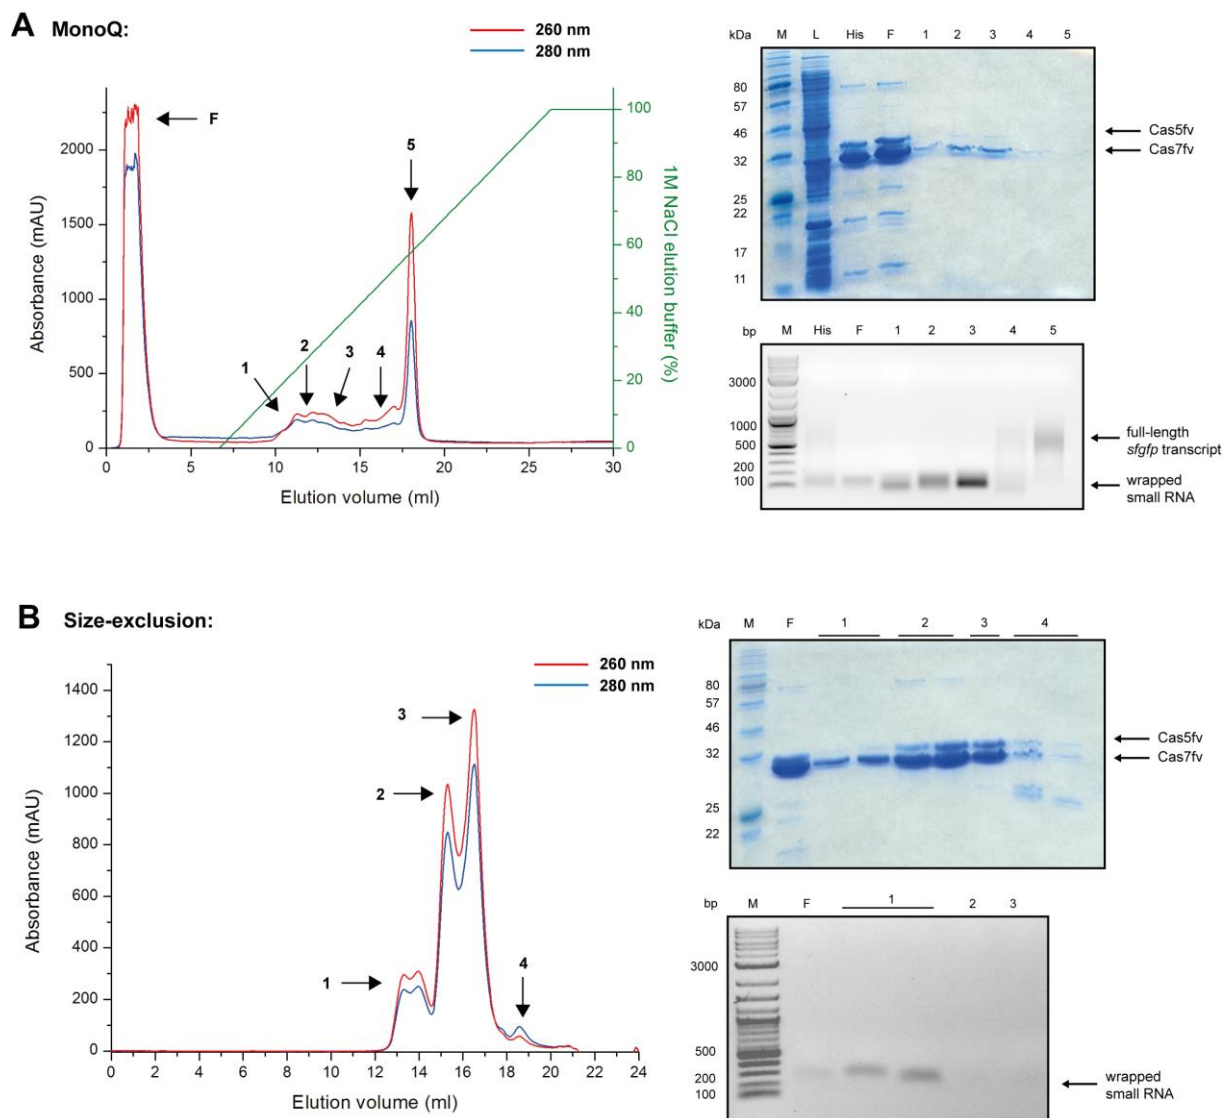 A MonoQ:
260 nm
280 nm
F
1
2
3
4
5
2000
1500
1000
500
0
Absorbance (mAU)
0 5 10 15 20 25 30
Elution volume (ml)
100
80
60
40
20
0
1M NaCl elution buffer (%)
kDa M L His F 1 2 3 4 5
80
57
46
32
25
22
17
11
Cas5fv
Cas7fv
bp M His F 1 2 3 4 5
3000
1000
500
200
100
full-length
sfgfp transcript
wrapped
small RNA
B Size-exclusion:
260 nm
280 nm
1
2
3
4
1400
1200
1000
800
600
400
200
0
Absorbance (mAU)
0 2 4 6 8 10 12 13 14 16 18 20 22 24
Elution volume (ml)
kDa M F 1 2 3 4
80
57
46
32
25
22
Cas5fv
Cas7fv
bp M F 1 2 3
3000
500
200
100
wrapped
small RNA